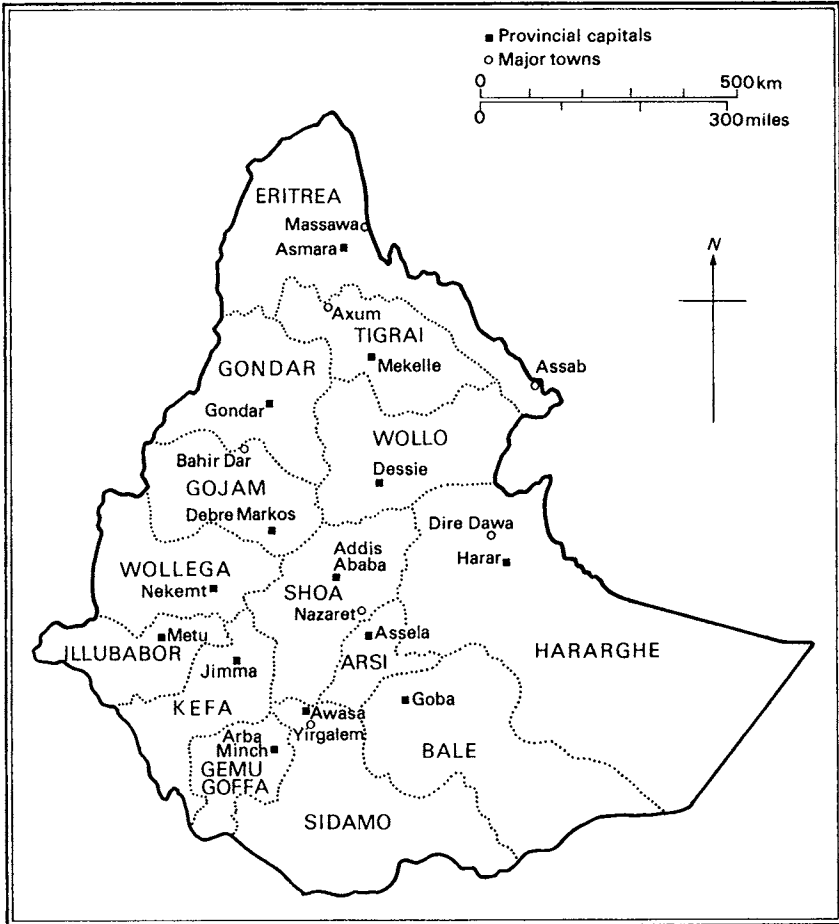 ■ Provincial capitals
○ Major towns
0 500km
0 300miles
N
ERITREA
Massawa
Asmara
Axum
TIGRAI
Mekelle
Assab
GONDAR
Gondar
WOLLO
Dessie
Bahir Dar
GOJAM
Debre Markos
Dire Dawa
Harar
Addis
Ababa
SHOA
Nazaret
WOLLEGA
Nekemt
Metu
ILLUBABOR
Assela
ARSI
HARARGHE
Jimma
KEFA
Goba
BALE
Awasa
Yirgalem
Arba
Minch
GEMU
GOFFA
SIDAMO